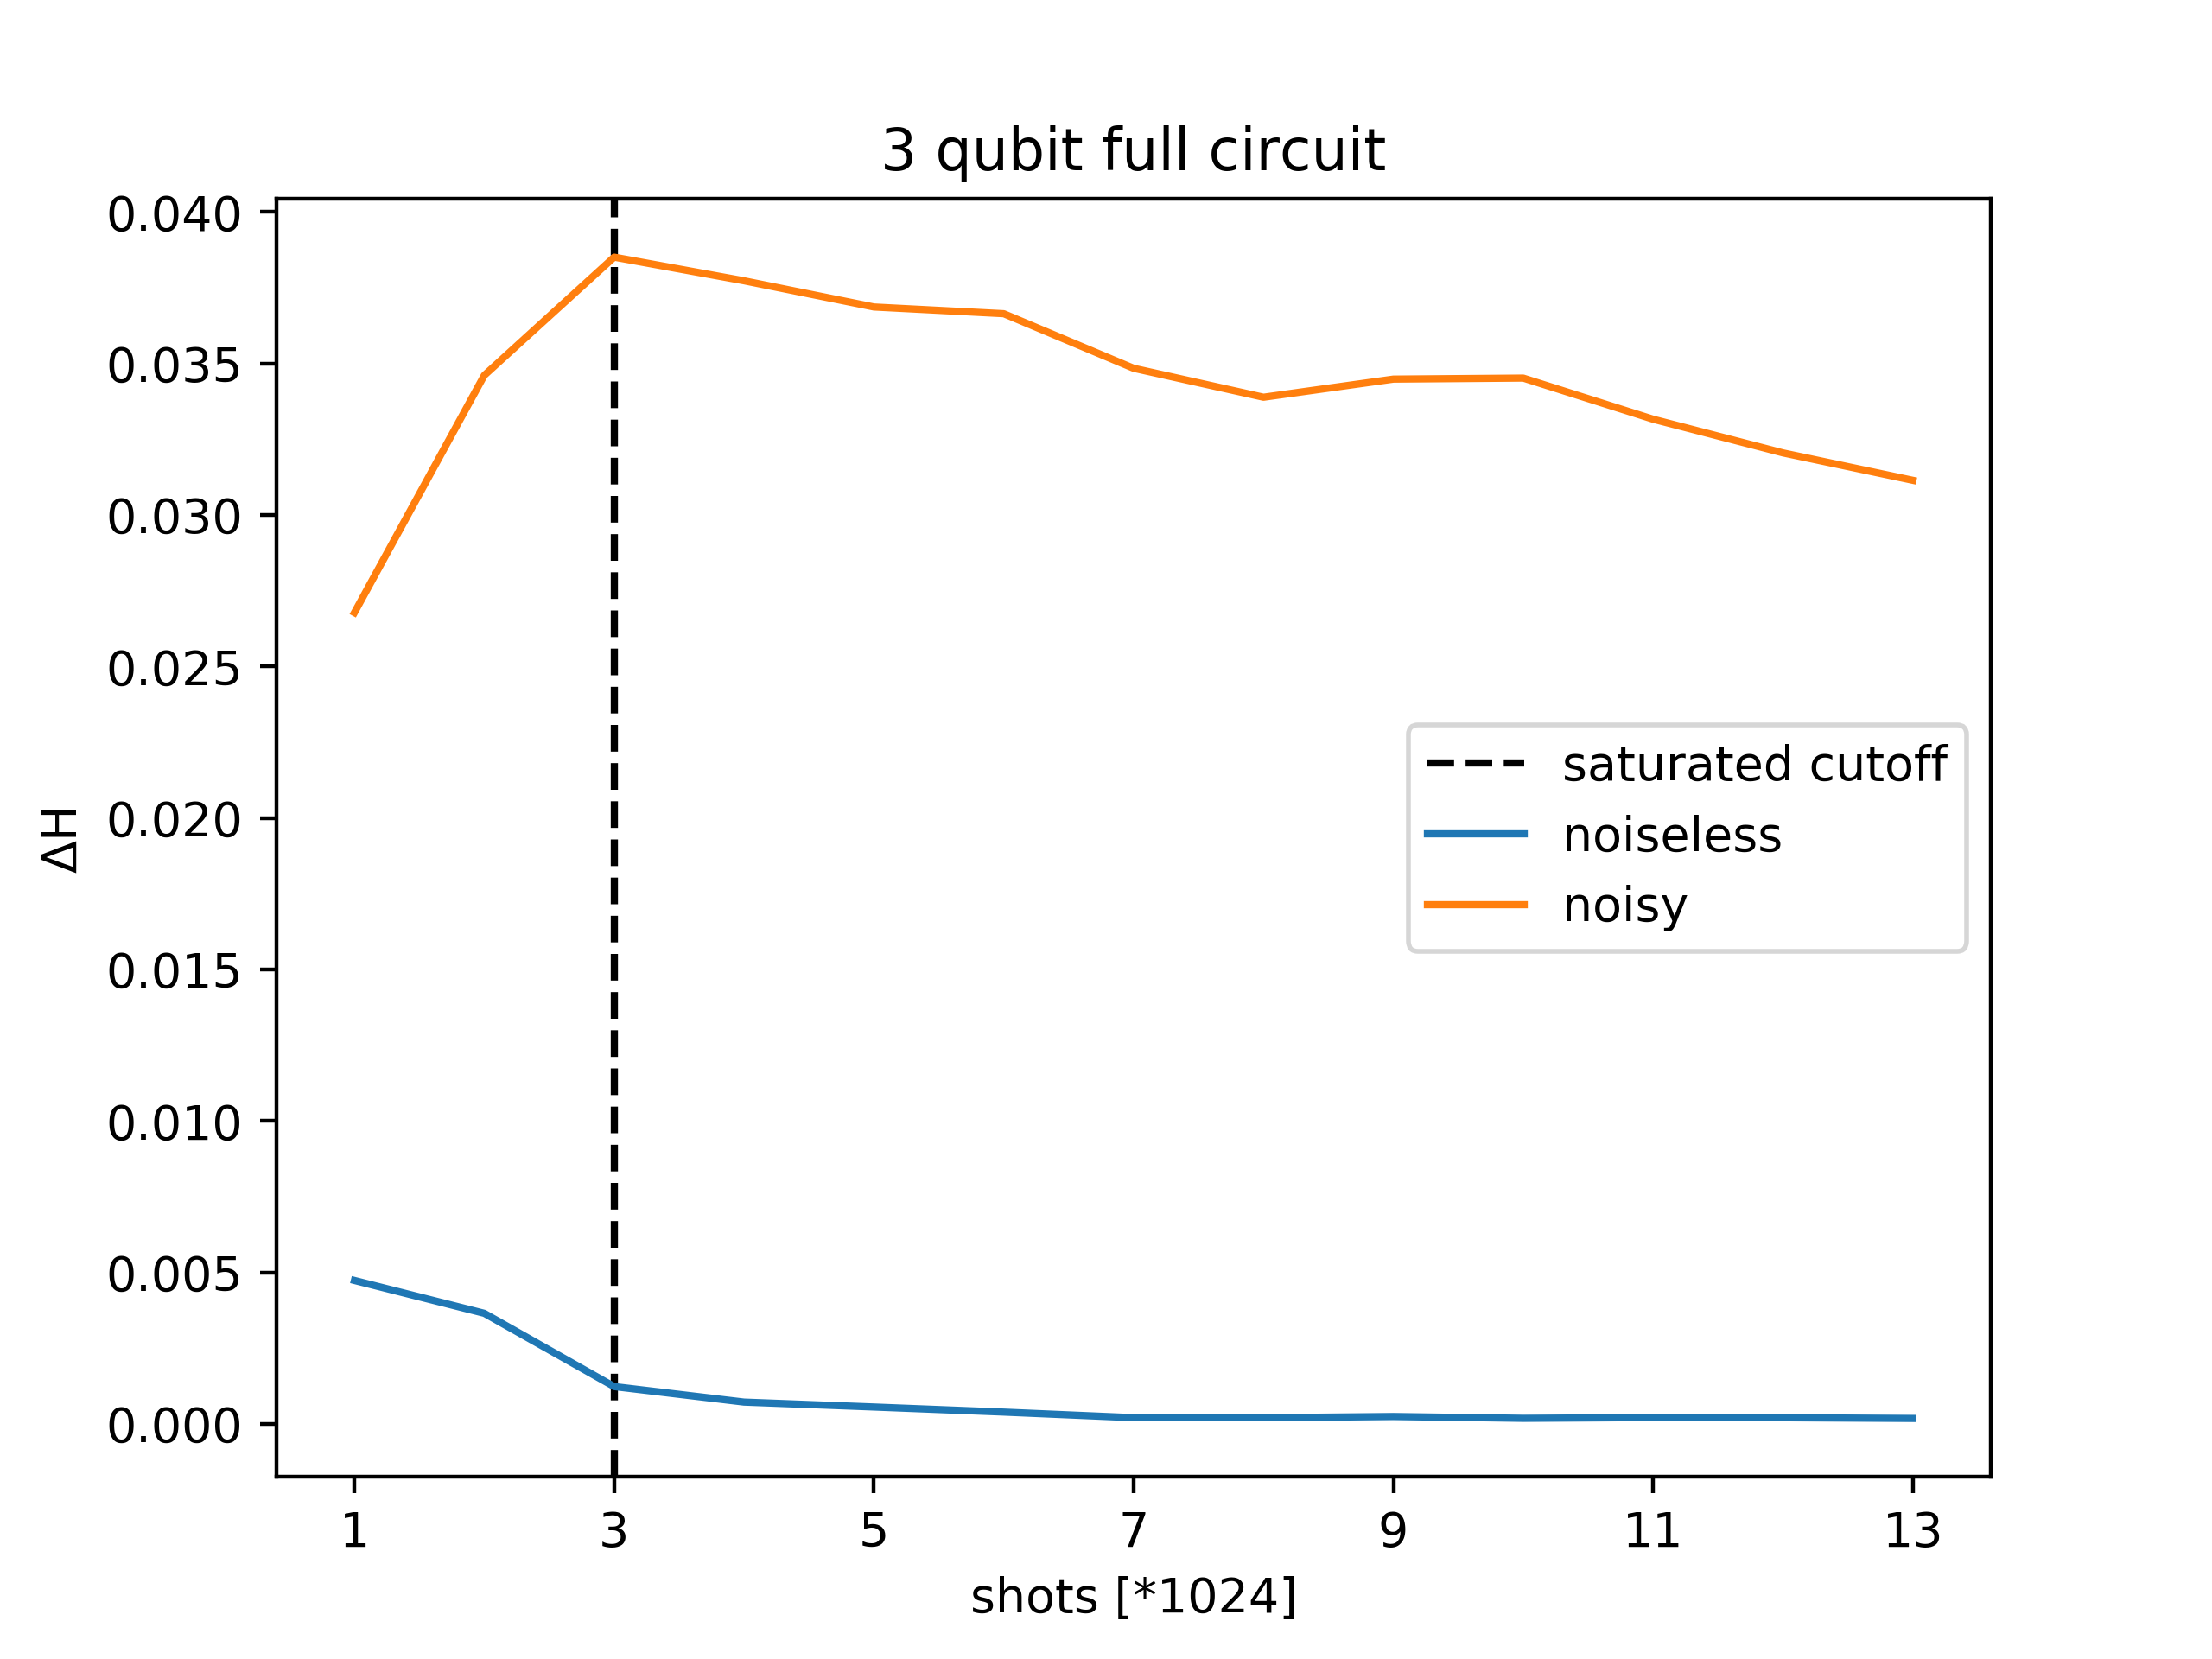 3 qubit full circuit
0.040
0.035
0.030
0.025
0.020
0.015
0.010
0.005
0.000
ΔH
saturated cutoff
noiseless
noisy
1 3 5 7 9 11 13
shots [*1024]